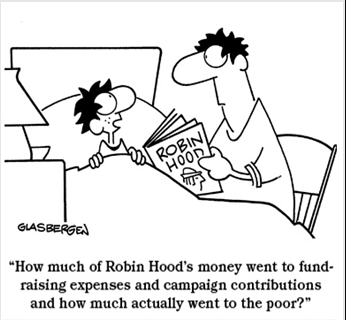 ROBIN
HOOD
GLASBERGEN
“How much of Robin Hood’s money went to fund-
raising expenses and campaign contributions
and how much actually went to the poor?”